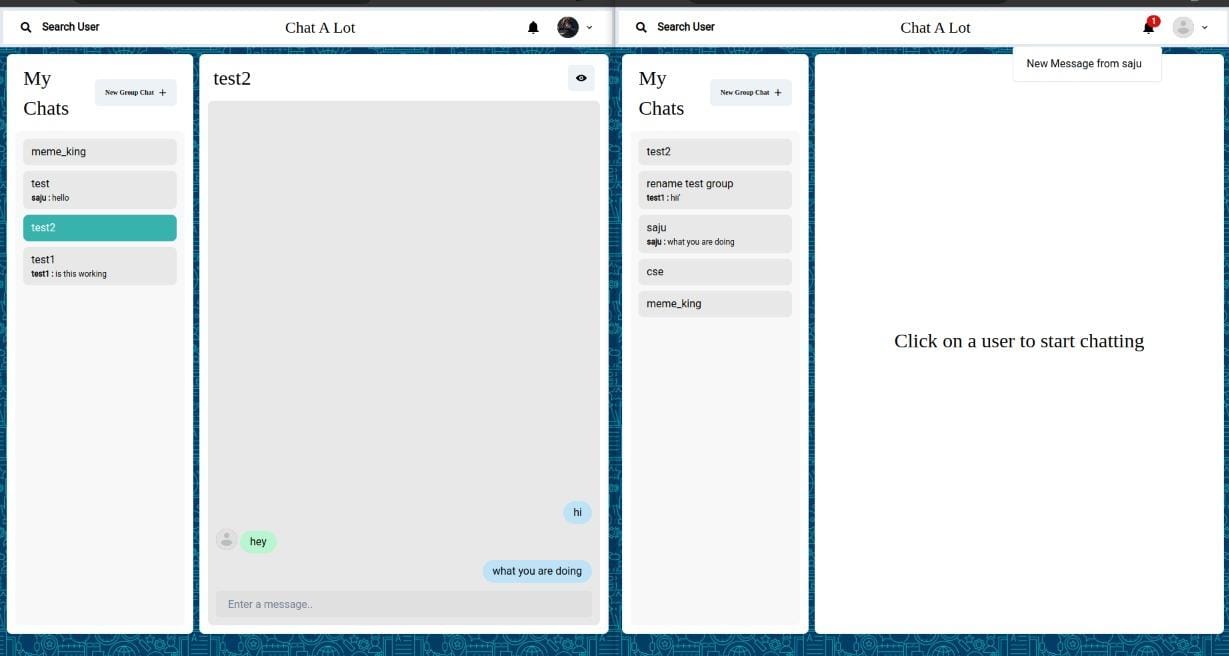 Search User
Chat A Lot
My
Chats
New Group Chat +
meme_king
test
saju : hello
test2
test1
test1 : is this working
test2
hi
hey
what you are doing
Enter a message..
Search User
Chat A Lot
1
New Message from saju
My
Chats
New Group Chat +
test2
rename test group
test1 : hii'
saju
saju : what you are doing
cse
meme_king
Click on a user to start chatting